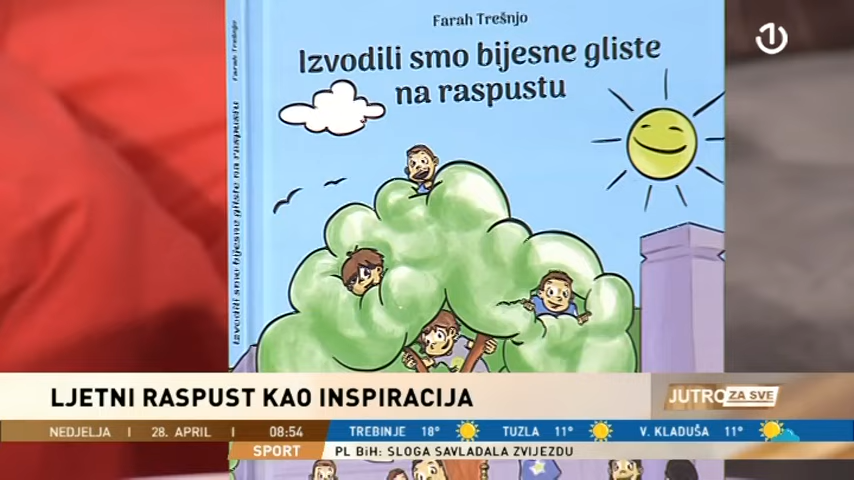 Farah Trešnjo
Izvodili smo bijesne gliste
na raspustu
Farah Trešnjo
Izvodili smo bijesne gliste na raspustu
1
LJETNI RASPUST KAO INSPIRACIJA
JUTRO ZA SVE
NEDJELJA | 28. APRIL | 08:54 TREBINJE 18° TUZLA 11° V. KLADUŠA 11°
SPORT PL BiH: SLOGA SAVLADALA ZVIJEZDU